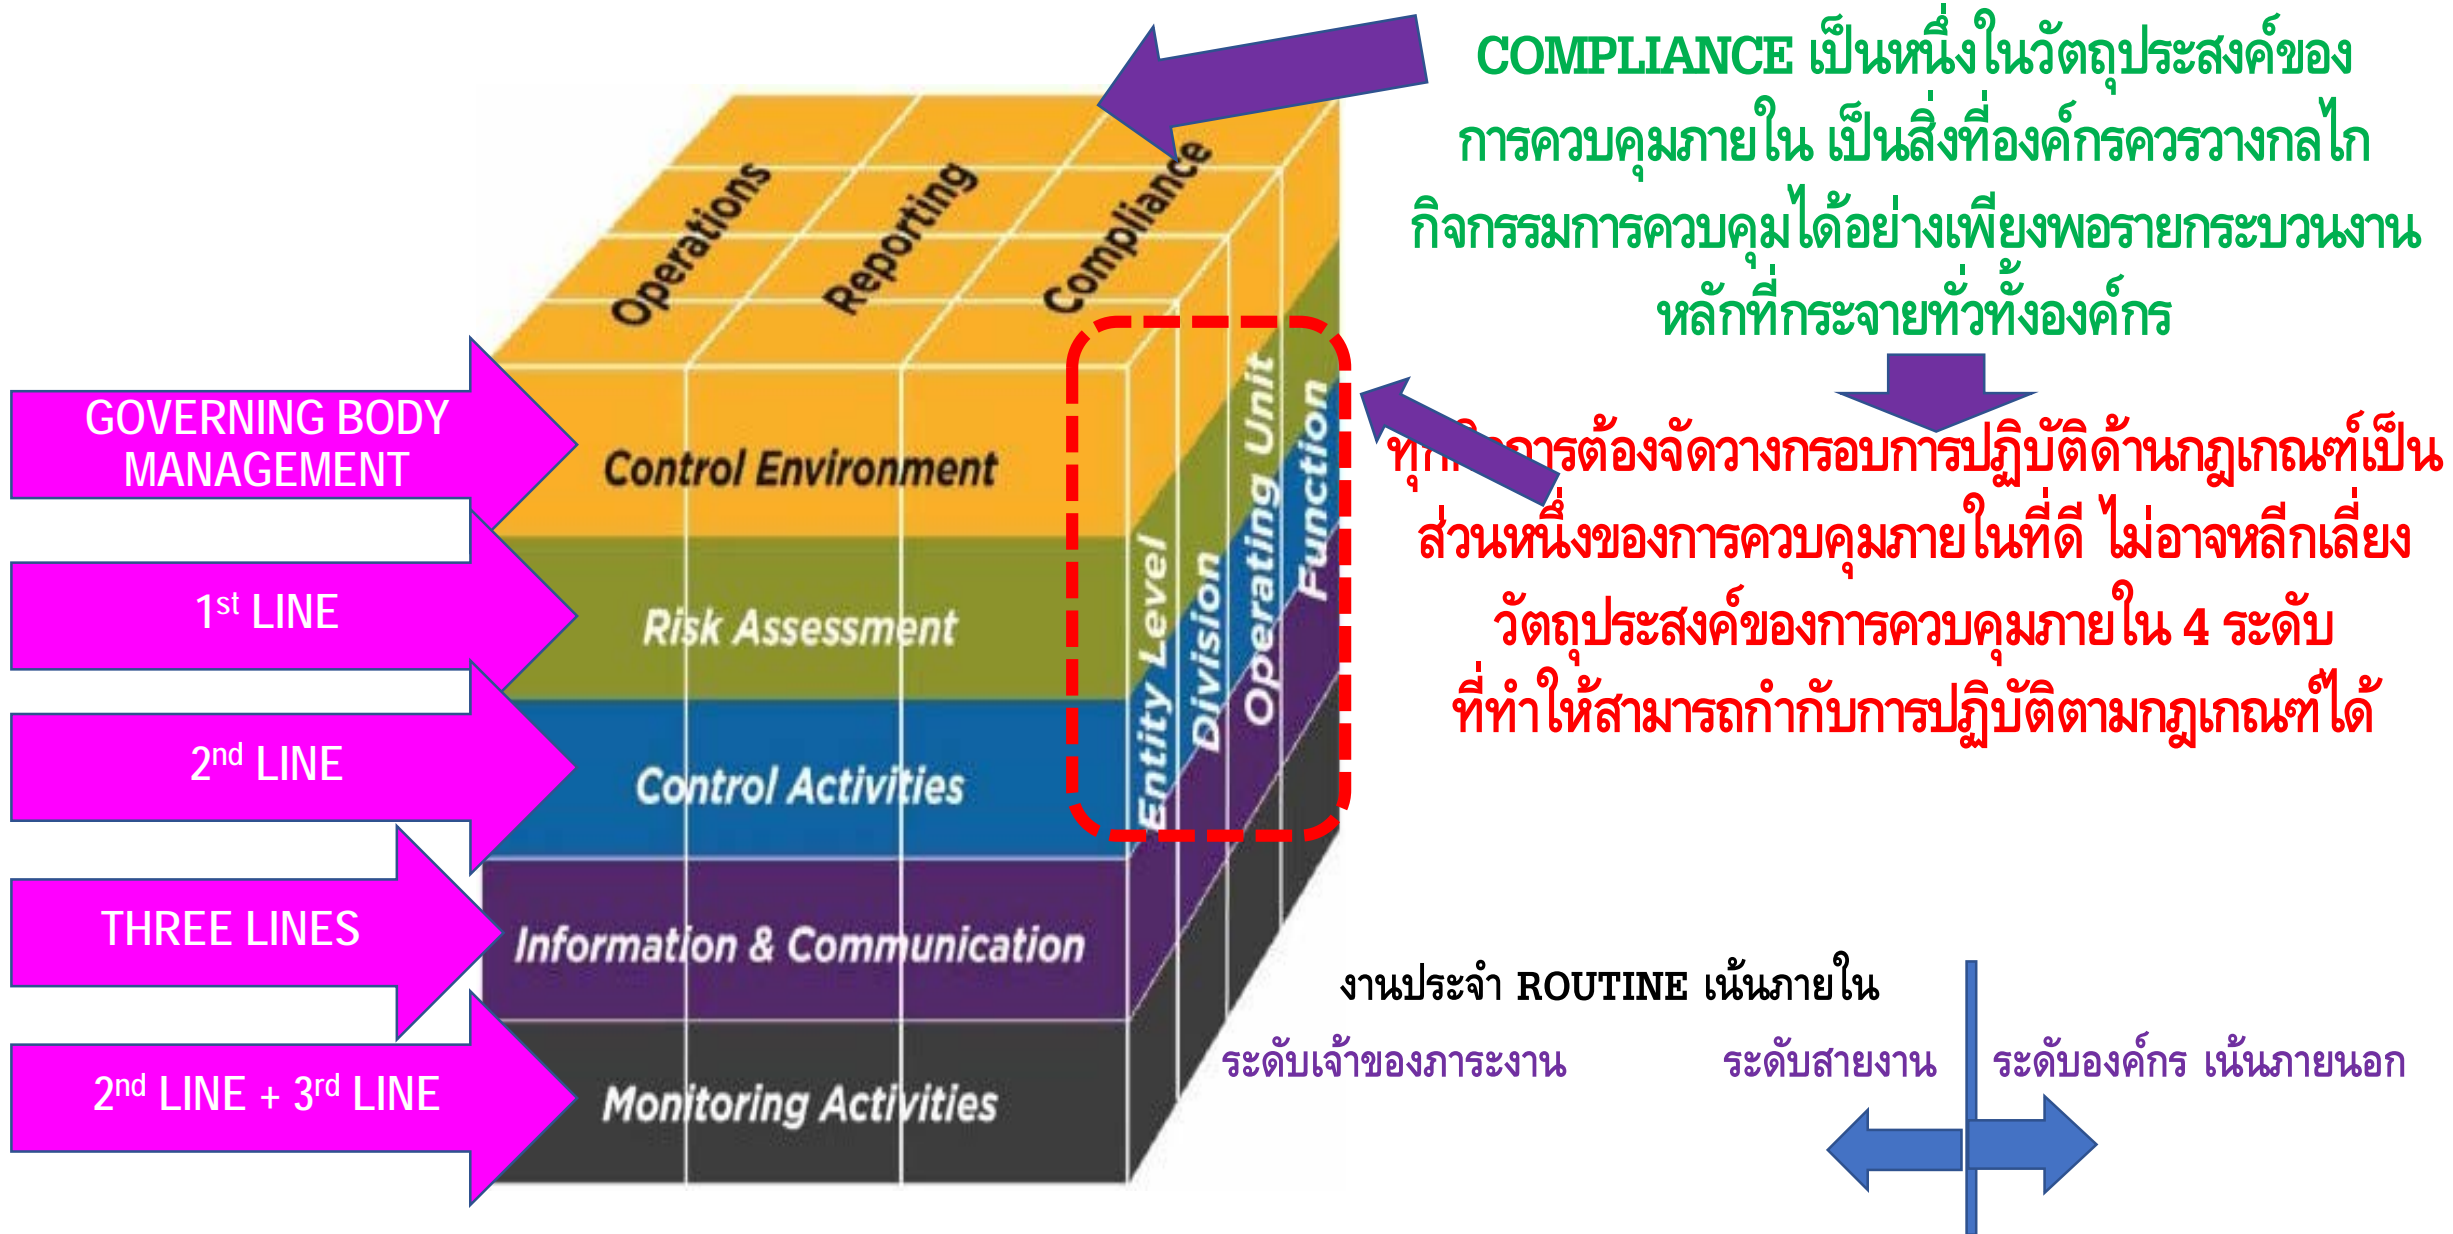 COMPLIANCE เป็นหนึ่งในวัตถุประสงค์ของ
การควบคุมภายใน เป็นสิ่งที่องค์กรควรวางกลไก
กิจกรรมการควบคุมได้อย่างเพียงพอรายกระบวนงาน
หลักที่กระจายทั่วทั้งองค์กร
Operations
Reporting
Compliance
GOVERNING BODY
MANAGEMENT
Control Environment
1st LINE
Risk Assessment
2nd LINE
Control Activities
THREE LINES
Information & Communication
2nd LINE + 3rd LINE
Monitoring Activities
Entity Level
Division
Operating Unit
Function
ต้องจัดวางกรอบการปฏิบัติด้านกฎเกณฑ์เป็น
ส่วนหนึ่งของการควบคุมภายในที่ดี ไม่อาจหลีกเลี่ยง
วัตถุประสงค์ของการควบคุมภายใน 4 ระดับ
ที่ทำให้สามารถกำกับการปฏิบัติตามกฎเกณฑ์ได้
งานประจำ ROUTINE เน้นภายใน
ระดับเจ้าของภาระงาน
ระดับสายงาน
ระดับองค์กร เน้นภายนอก